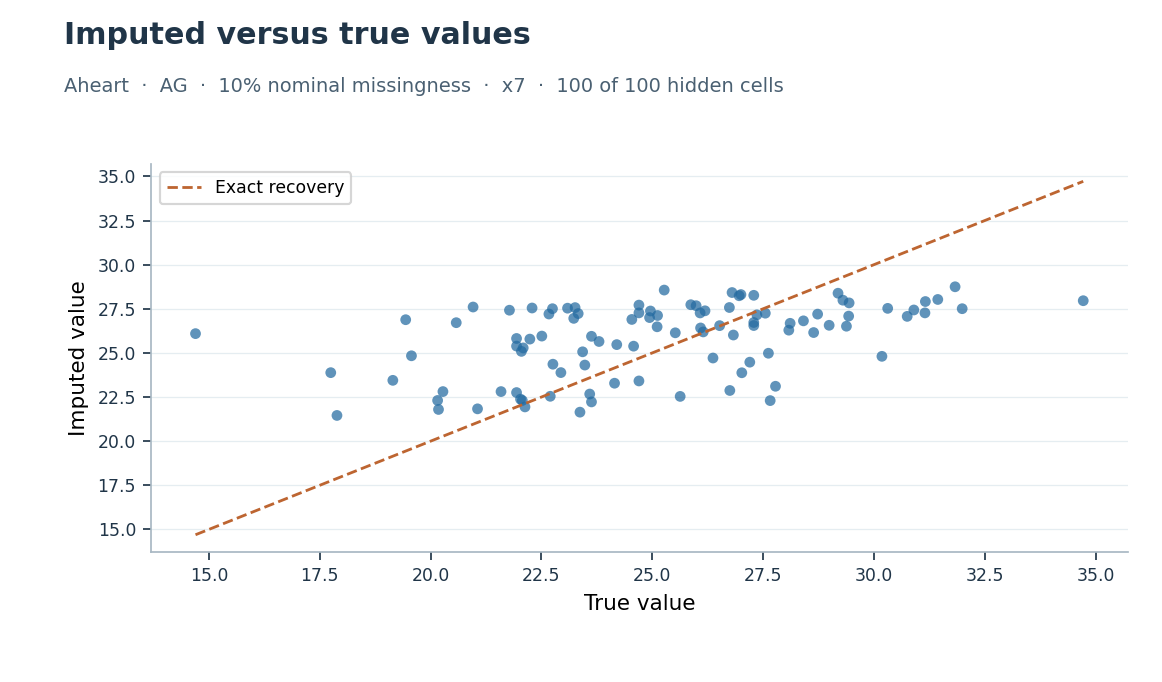 Imputed versus true values
Aheart · AG · 10% nominal missingness · x7 · 100 of 100 hidden cells
Exact recovery
35.0
32.5
30.0
27.5
25.0
22.5
20.0
17.5
15.0
Imputed value
15.0 17.5 20.0 22.5 25.0 27.5 30.0 32.5 35.0
True value